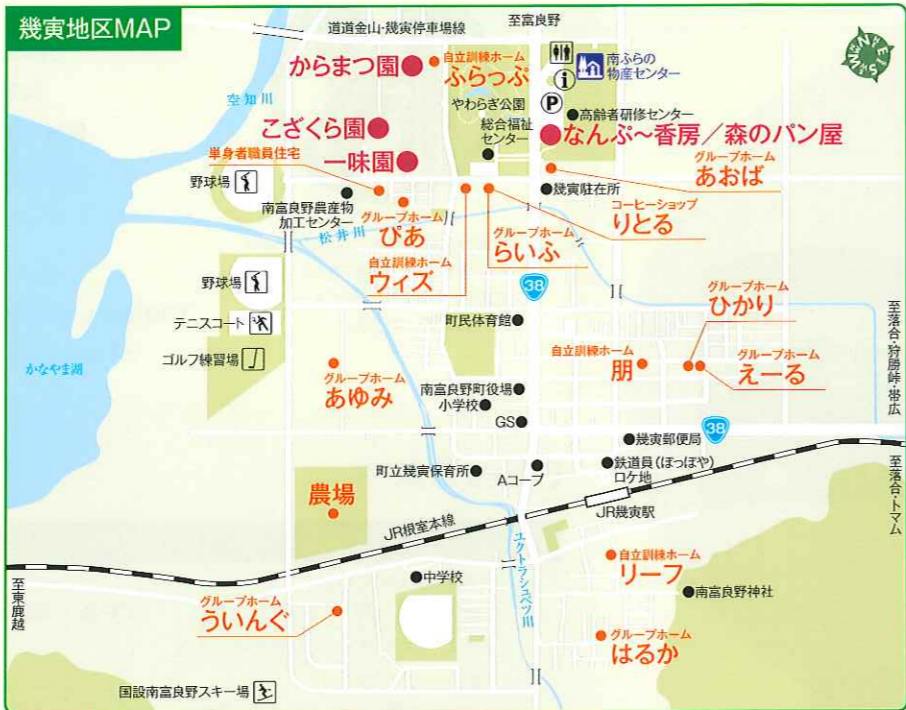 幾寅地区MAP
道道金山・幾寅停車場線
至富良野
からまつ園
自立訓練ホーム
ふらっぷ
南ふらの
物産センター
やわらぎ公園
空知川
こざくら園
総合福祉
センター
高齢者研修センター
なんぷ～香房／森のパン屋
一味園
単身者職員住宅
グループホーム
あおば
野球場
南富良野農産物
加工センター
幾寅駐在所
松井川
グループホーム
ぴあ
コーヒーショップ
りとる
グループホーム
らいふ
自立訓練ホーム
ウィズ
38
グループホーム
ひかり
野球場
町民体育館
テニスコート
ゴルフ練習場
かなやま湖
グループホーム
あゆみ
自立訓練ホーム
朋
グループホーム
えーる
至落合・狩勝峠・帯広
南富良野町役場
小学校
GS
38
幾寅郵便局
町立幾寅保育所
Aコープ
鉄道員（ぽっぽや）
ロケ地
至落合・トマム
農場
JR根室本線
JR幾寅駅
ユクトラシュベツ川
自立訓練ホーム
リーフ
中学校
南富良野神社
至東鹿越
グループホーム
ういんぐ
グループホーム
はるか
国設南富良野スキー場